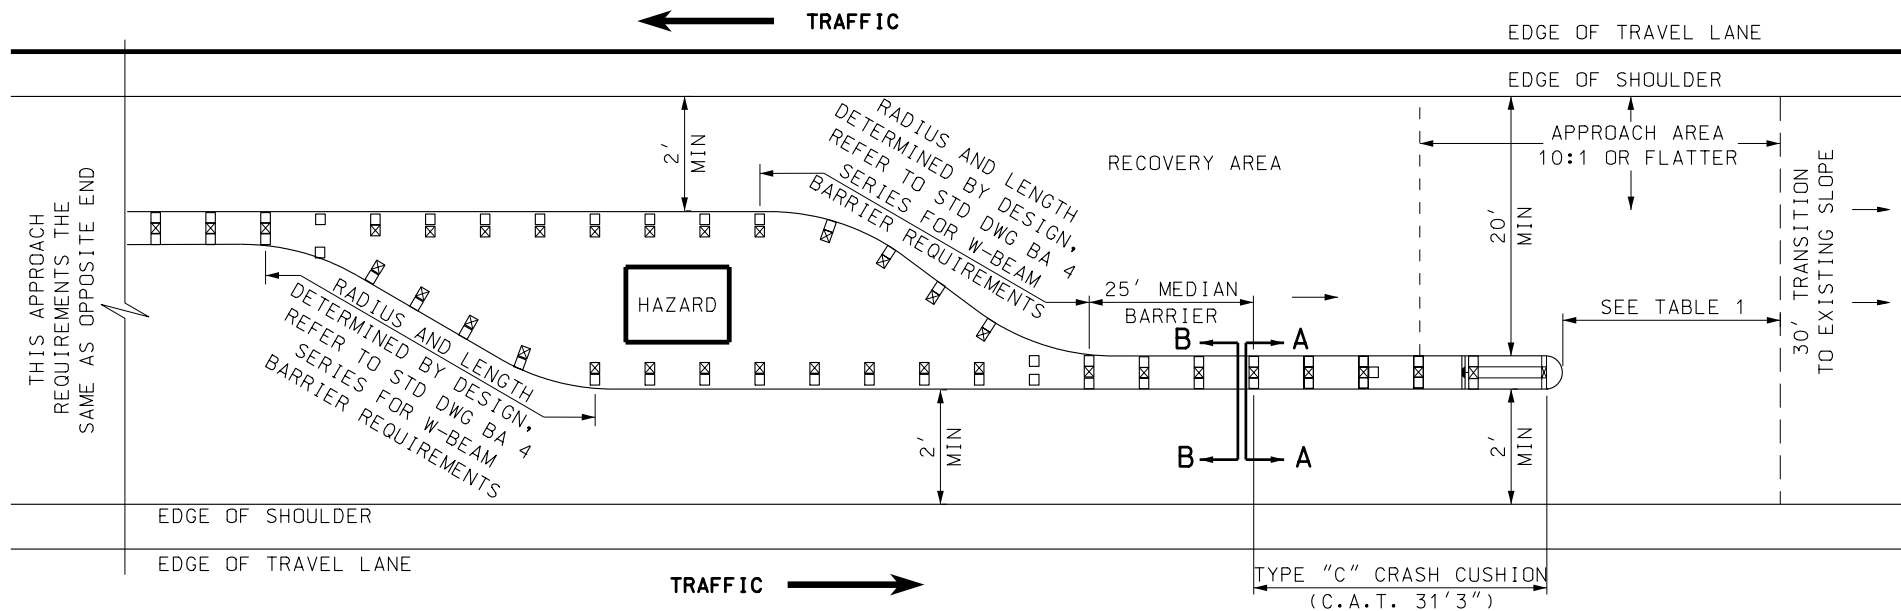 TRAFFIC
EDGE OF TRAVEL LANE
EDGE OF SHOULDER
RADIUS AND LENGTH
DETERMINED BY DESIGN,
REFER TO STD DWG BA 4
SERIES FOR W-BEAM
BARRIER REQUIREMENTS
2'
MIN
RECOVERY AREA
APPROACH AREA
10:1 OR FLATTER
20'
MIN
30' TRANSITION
TO EXISTING SLOPE
THIS APPROACH
REQUIREMENTS THE
SAME AS OPPOSITE END
HAZARD
25' MEDIAN
BARRIER
SEE TABLE 1
B
A
RADIUS AND LENGTH
DETERMINED BY DESIGN,
REFER TO STD DWG BA 4
SERIES FOR W-BEAM
BARRIER REQUIREMENTS
2'
MIN
B
A
2'
MIN
EDGE OF SHOULDER
EDGE OF TRAVEL LANE
TRAFFIC
TYPE "C" CRASH CUSHION
(C.A.T. 31'3")